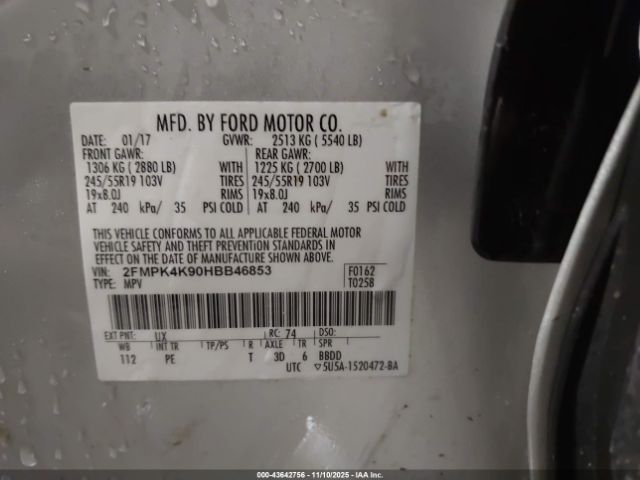 MFD. BY FORD MOTOR CO.
DATE: 01/17 GVWR: 2513 KG ( 5540 LB)
FRONT GAWR: REAR GAWR:
1306 KG ( 2880 LB) WITH 1225 KG ( 2700 LB) WITH
245/55R19 103V TIRES 245/55R19 103V TIRES
19x8.0J RIMS 19x8.0J RIMS
AT 240 kPa/ 35 PSI COLD AT 240 kPa/ 35 PSI COLD
THIS VEHICLE CONFORMS TO ALL APPLICABLE FEDERAL MOTOR
VEHICLE SAFETY AND THEFT PREVENTION STANDARDS IN
EFFECT ON THE DATE OF MANUFACTURE SHOWN ABOVE.
VIN: 2FMPK4K90HBB46853 F0162
TYPE: MPV T0258
EXT PNT: UX RC: 74 DSO:
WB INT TR TP/PS R AXLE TR SPR
112 PE T 3D 6 BBDD
UTC ▽5U5A-1520472-BA
000-43642756 — 11/10/2025 — IAAI.COM